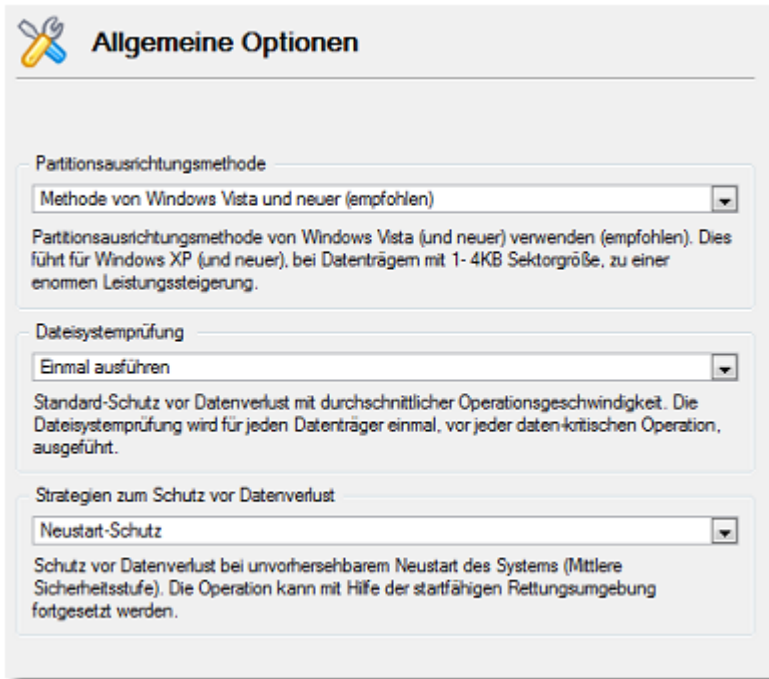 Allgemeine Optionen
Partitionsausrichtungsmethode
Methode von Windows Vista und neuer (empfohlen)
Partitionsausrichtungsmethode von Windows Vista (und neuer) verwenden (empfohlen). Dies
führt für Windows XP (und neuer), bei Datenträgern mit 1- 4KB Sektorgröße, zu einer
enormen Leistungssteigerung.
Dateisystemprüfung
Einmal ausführen
Standard-Schutz vor Datenverlust mit durchschnittlicher Operationsgeschwindigkeit. Die
Dateisystemprüfung wird für jeden Datenträger einmal, vor jeder daten-kritischen Operation,
ausgeführt.
Strategien zum Schutz vor Datenverlust
Neustart-Schutz
Schutz vor Datenverlust bei unvorhersehbarem Neustart des Systems (Mittlere
Sicherheitsstufe). Die Operation kann mit Hilfe der startfähigen Rettungsumgebung
fortgesetzt werden.